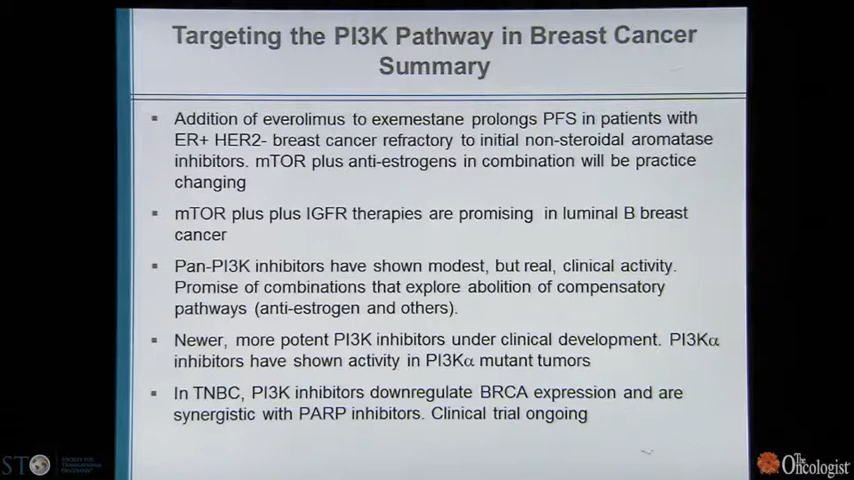 Targeting the PI3K Pathway in Breast Cancer
Summary
▪ Addition of everolimus to exemestane prolongs PFS in patients with
ER+ HER2- breast cancer refractory to initial non-steroidal aromatase
inhibitors. mTOR plus anti-estrogens in combination will be practice
changing
▪ mTOR plus plus IGFR therapies are promising in luminal B breast
cancer
▪ Pan-PI3K inhibitors have shown modest, but real, clinical activity.
Promise of combinations that explore abolition of compensatory
pathways (anti-estrogen and others).
▪ Newer, more potent PI3K inhibitors under clinical development. PI3Kα
inhibitors have shown activity in PI3Kα mutant tumors
▪ In TNBC, PI3K inhibitors downregulate BRCA expression and are
synergistic with PARP inhibitors. Clinical trial ongoing
STO
SOCIETY FOR
TRANSLATIONAL
ONCOLOGY
The
Oncologist